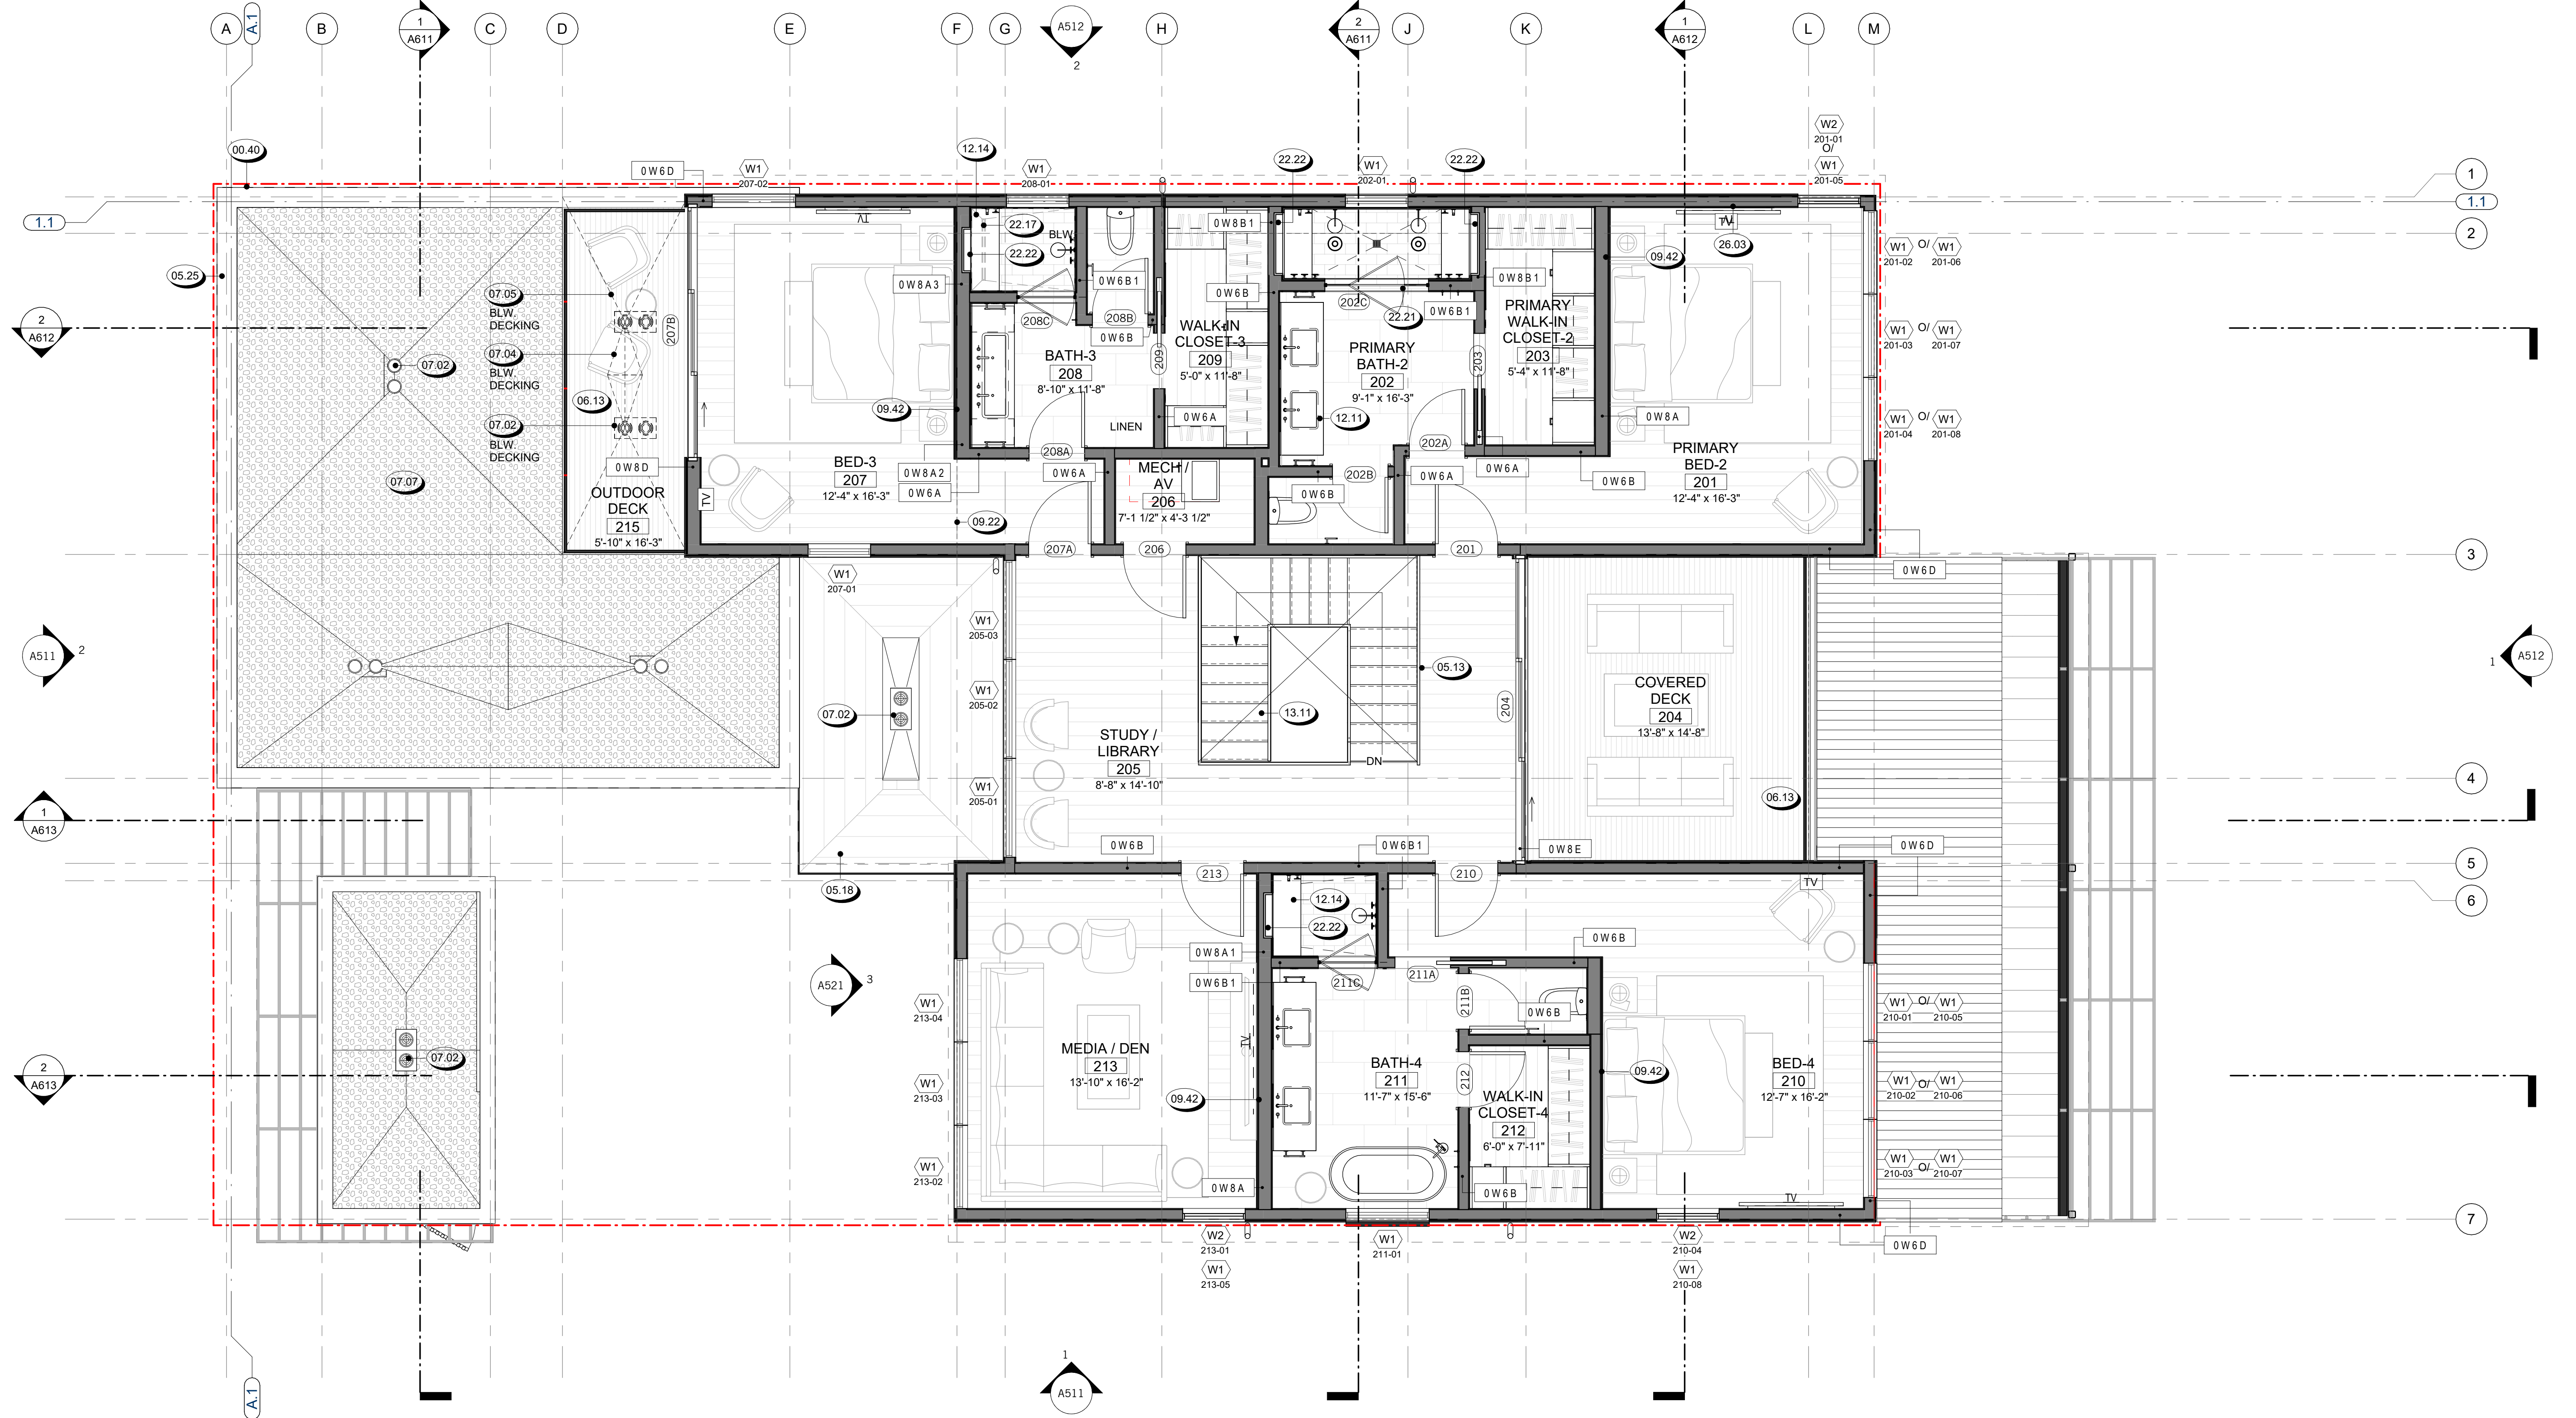 A
A.1
B
1
A611
C
D
E
F
G
A512
2
H
2
A611
J
K
1
A612
L
M
W2
201-01
O/
W1
201-05
00.40
12.14
22.22
W1
202-01
22.22
0W6D
W1
207-02
W1
208-01
1
1.1
1.1
2
TV
TV
26.03
22.17
BLW.
22.22
0W8B1
05.25
W1
201-02
O/
W1
201-06
09.42
07.05
BLW.
DECKING
207B
0W8A3
0W6B1
0W6B
0W8B1
202C
22.21
0W6B1
208C
208B
0W6B
2
A612
W1
201-03
O/
W1
201-07
PRIMARY
WALK-IN
CLOSET-2
203
5'-4" x 11'-8"
WALK-IN
CLOSET-3
209
5'-0" x 11'-8"
PRIMARY
BATH-2
202
9'-1" x 16'-3"
BATH-3
208
8'-10" x 11'-8"
209
203
07.04
BLW.
DECKING
07.02
06.13
09.42
0W6A
12.11
0W8A
W1
201-04
O/
W1
201-08
07.02
BLW.
DECKING
LINEN
202A
208A
07.07
0W8D
BED-3
207
12'-4" x 16'-3"
0W8A2
0W6A
0W6A
MECH /
AV
206
7'-1 1/2" x 4'-3 1/2"
0W6B
202B
0W6A
0W6A
0W6B
PRIMARY
BED-2
201
12'-4" x 16'-3"
TV
OUTDOOR
DECK
215
5'-10" x 16'-3"
09.22
207A
206
201
3
W1
207-01
0W6D
W1
205-03
A511
2
1
A512
05.13
W1
205-02
204
COVERED
DECK
204
13'-8" x 14'-8"
07.02
13.11
STUDY /
LIBRARY
205
8'-8" x 14'-10"
DN
4
W1
205-01
06.13
1
A613
0W6B
0W6B1
0W8E
0W6D
5
05.18
213
210
TV
6
12.14
22.22
0W6B
0W8A1
211A
0W6B1
211C
A521
3
W1
213-04
211B
0W6B
W1
210-01
O/
W1
210-05
TV
MEDIA / DEN
213
13'-10" x 16'-2"
07.02
BATH-4
211
11'-7" x 15'-6"
212
09.42
BED-4
210
12'-7" x 16'-2"
2
A613
W1
213-03
09.42
WALK-IN
CLOSET-4
212
6'-0" x 7'-11"
W1
210-02
O/
W1
210-06
W1
213-02
0W8A
0W6B
TV
W1
210-03
O/
W1
210-07
7
W2
213-01
W1
213-05
W1
211-01
W2
210-04
W1
210-08
0W6D
A.1
1
A511